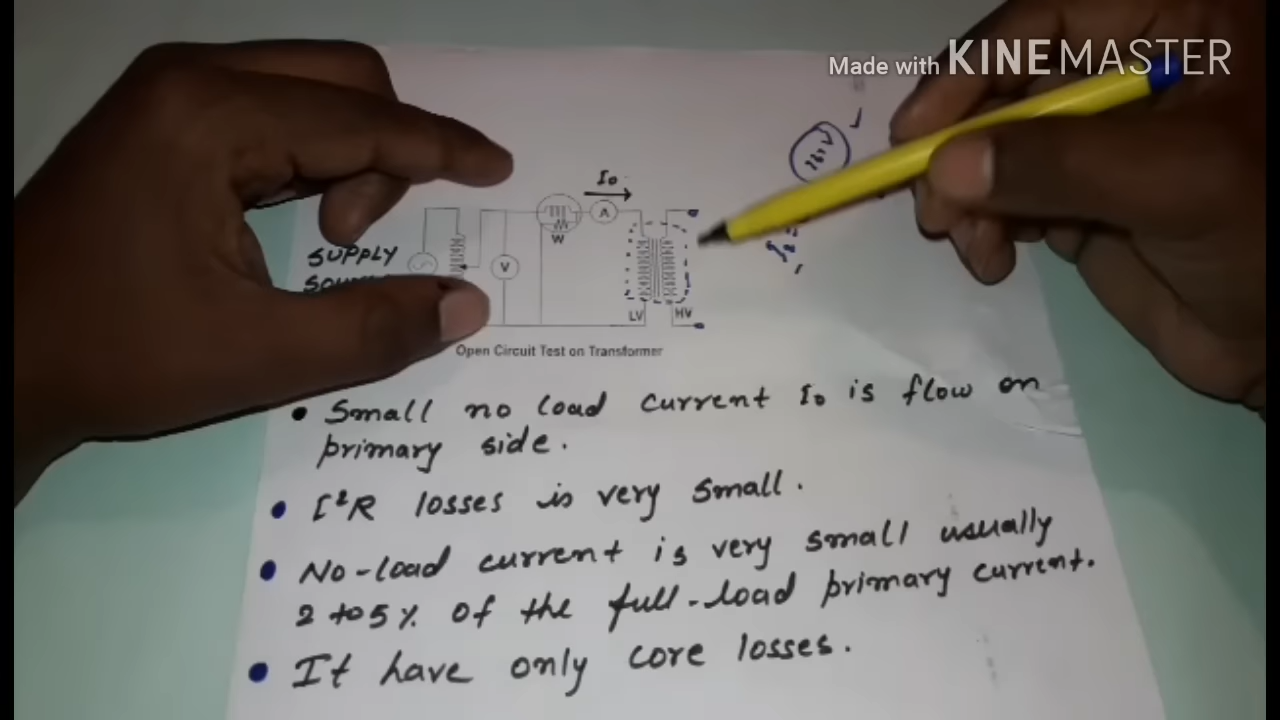 Made with KINEMASTER
I0
A
W
SUPPLY
V
LV HV
Open Circuit Test on Transformer
• Small no load current I0 is flow on
primary side.
• I²R losses is very small.
• No-load current is very small usually
2 to 5% of the full-load primary current.
• It have only core losses.